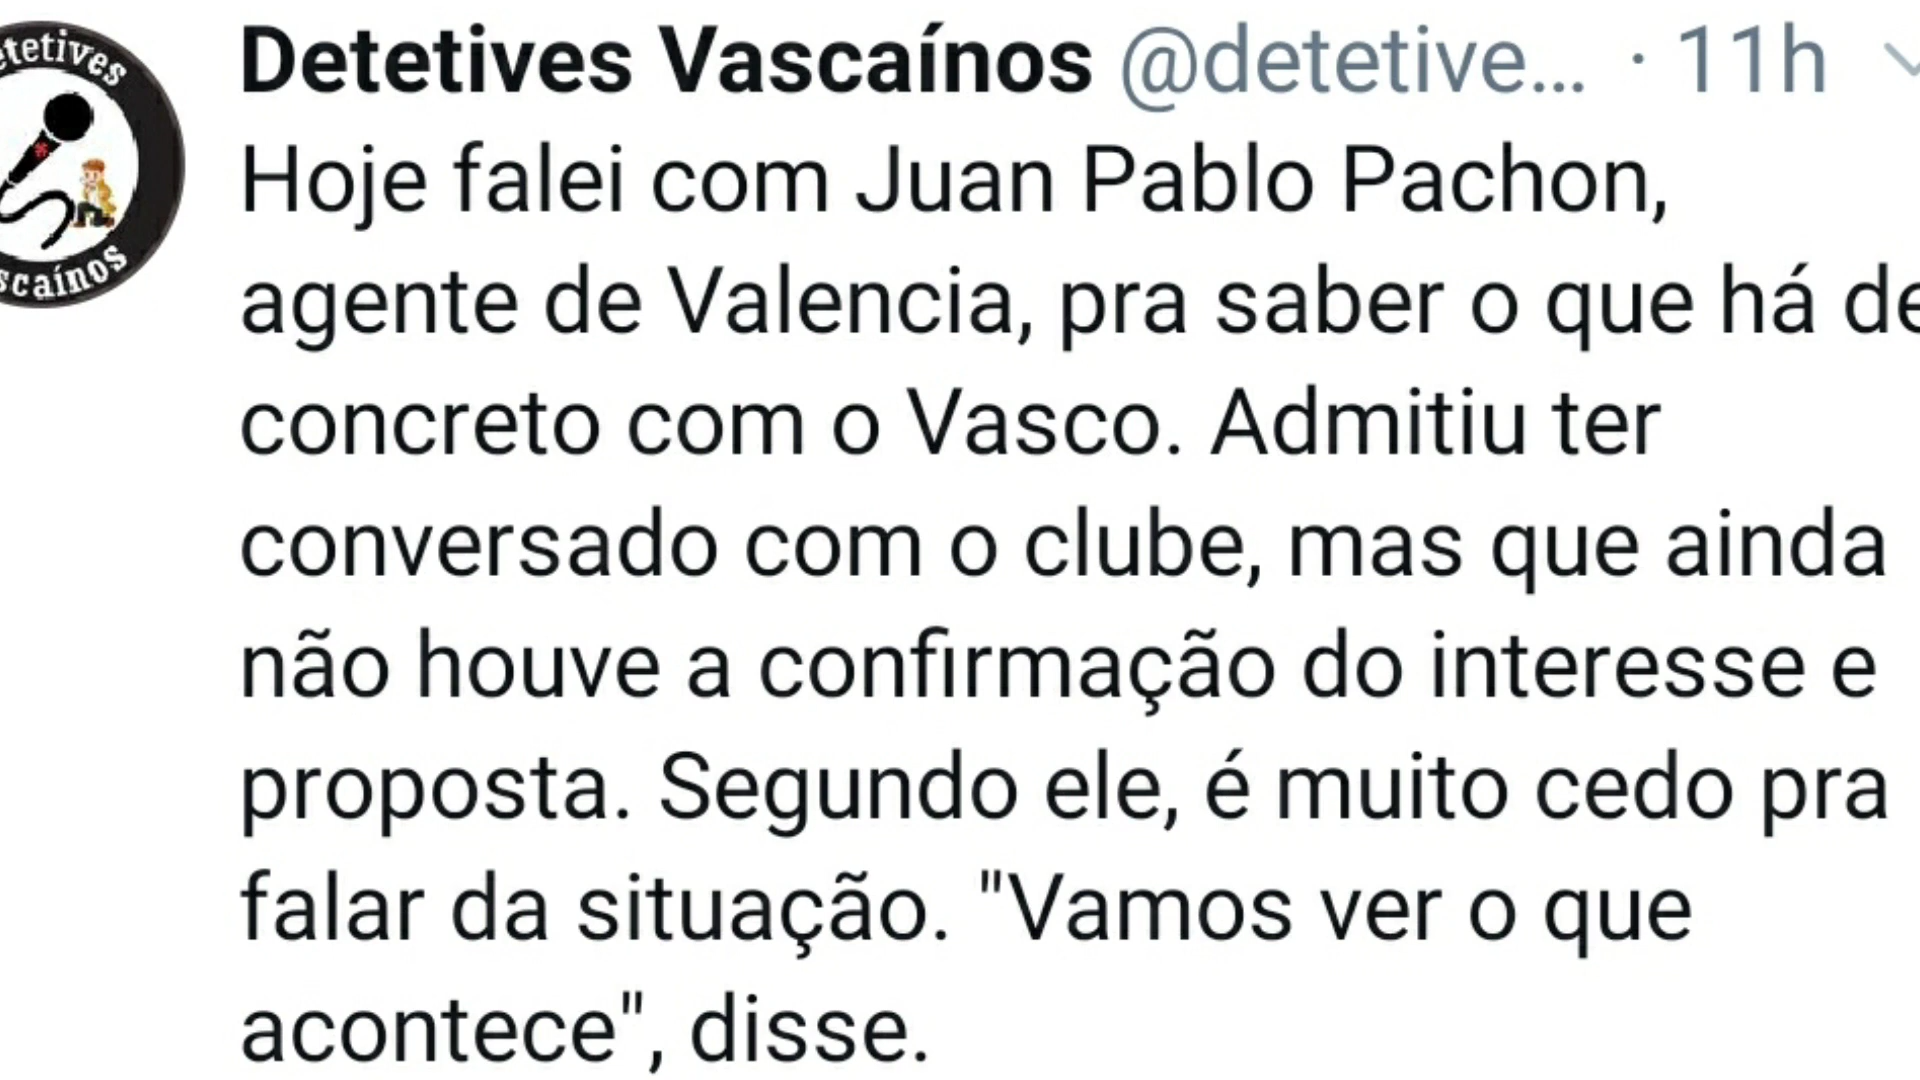 Detetives Vascaínos @detetive... · 11h
Hoje falei com Juan Pablo Pachon,
agente de Valencia, pra saber o que há de
concreto com o Vasco. Admitiu ter
conversado com o clube, mas que ainda
não houve a confirmação do interesse e
proposta. Segundo ele, é muito cedo pra
falar da situação. "Vamos ver o que
acontece", disse.
etetives
scaínos